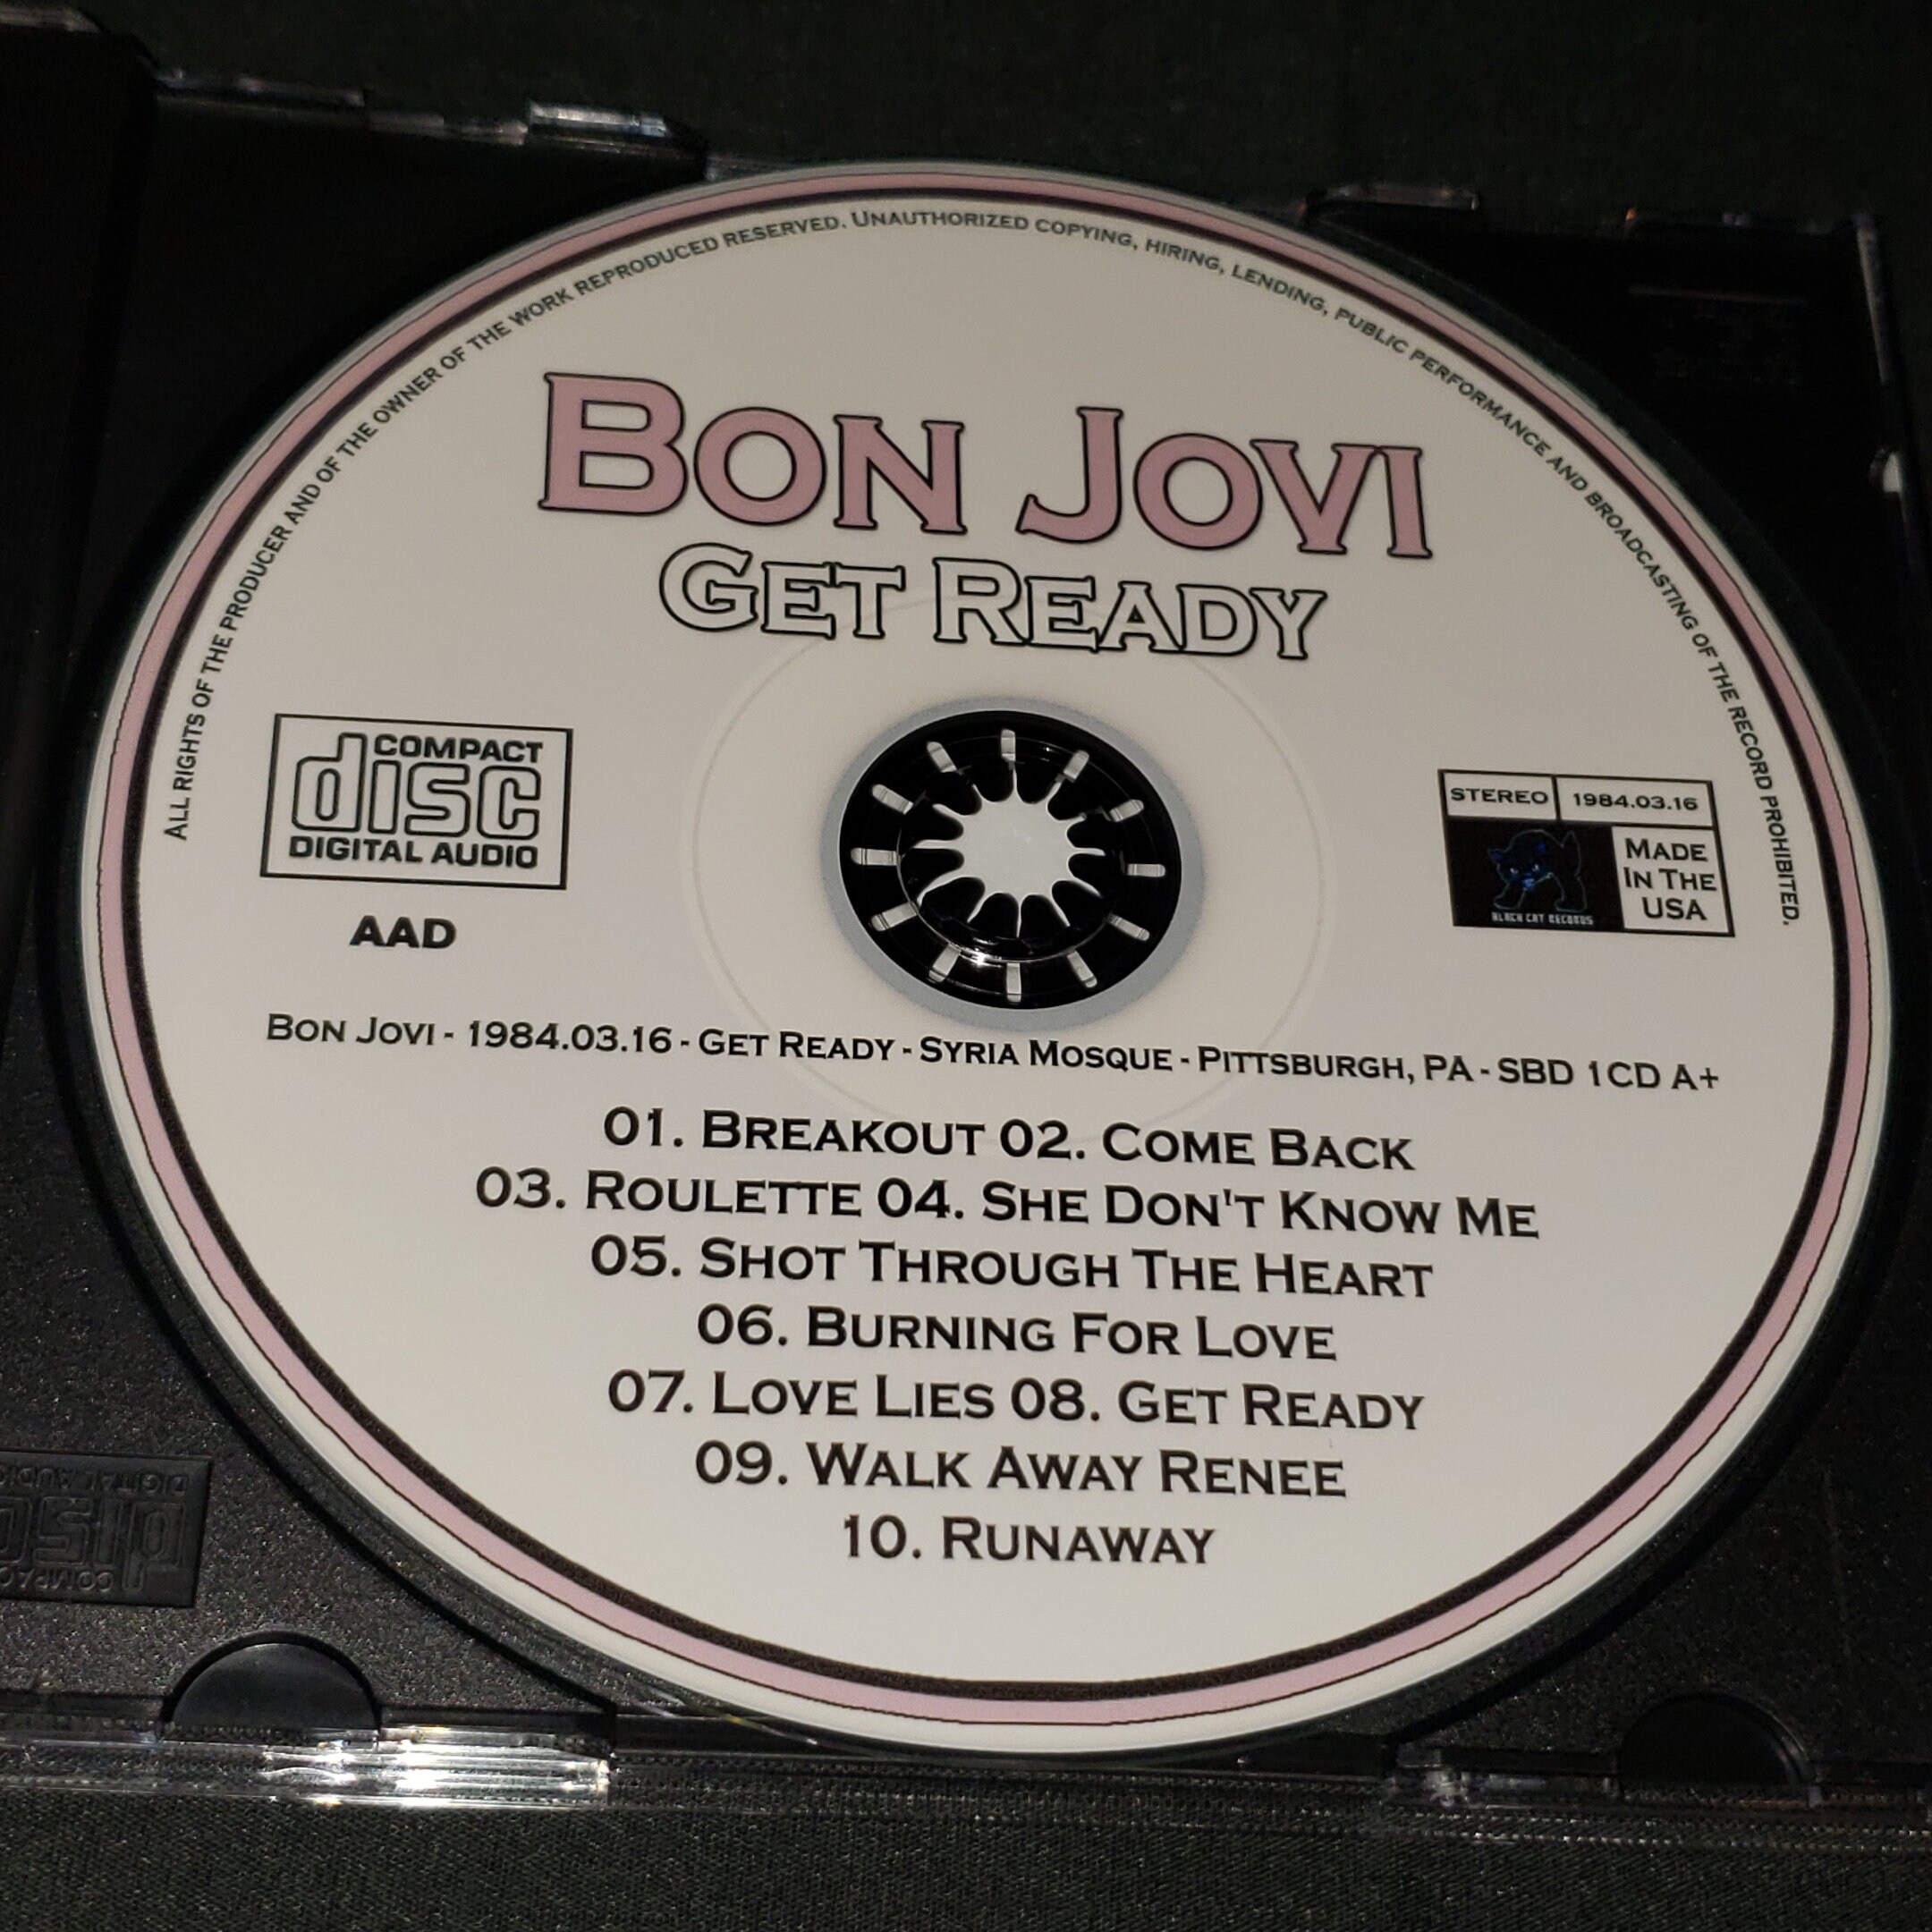 All rights of the producer and of the owner of the work reproduced reserved. Unauthorized copying, hiring, lending, public performance and broadcasting of the record prohibited.
Bon Jovi
Get Ready
COMPACT
disc
DIGITAL AUDIO
AAD
STEREO
1984.03.16
BLACK CAT RECORDS
Made
In The
USA
Bon Jovi - 1984.03.16 - Get Ready - Syria Mosque - Pittsburgh, PA - SBD 1CD A+
01. Breakout 02. Come Back
03. Roulette 04. She Don't Know Me
05. Shot Through The Heart
06. Burning For Love
07. Love Lies 08. Get Ready
09. Walk Away Renee
10. Runaway
COMPACT
disc
DIGITAL AUDIO